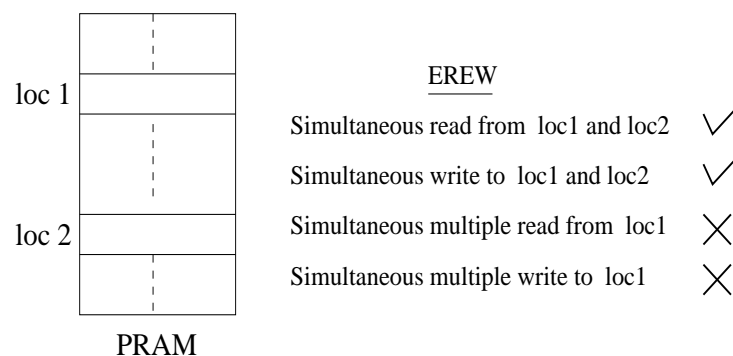 loc 1
loc 2
PRAM
EREW
Simultaneous read from loc1 and loc2
Simultaneous write to loc1 and loc2
Simultaneous multiple read from loc1
Simultaneous multiple write to loc1